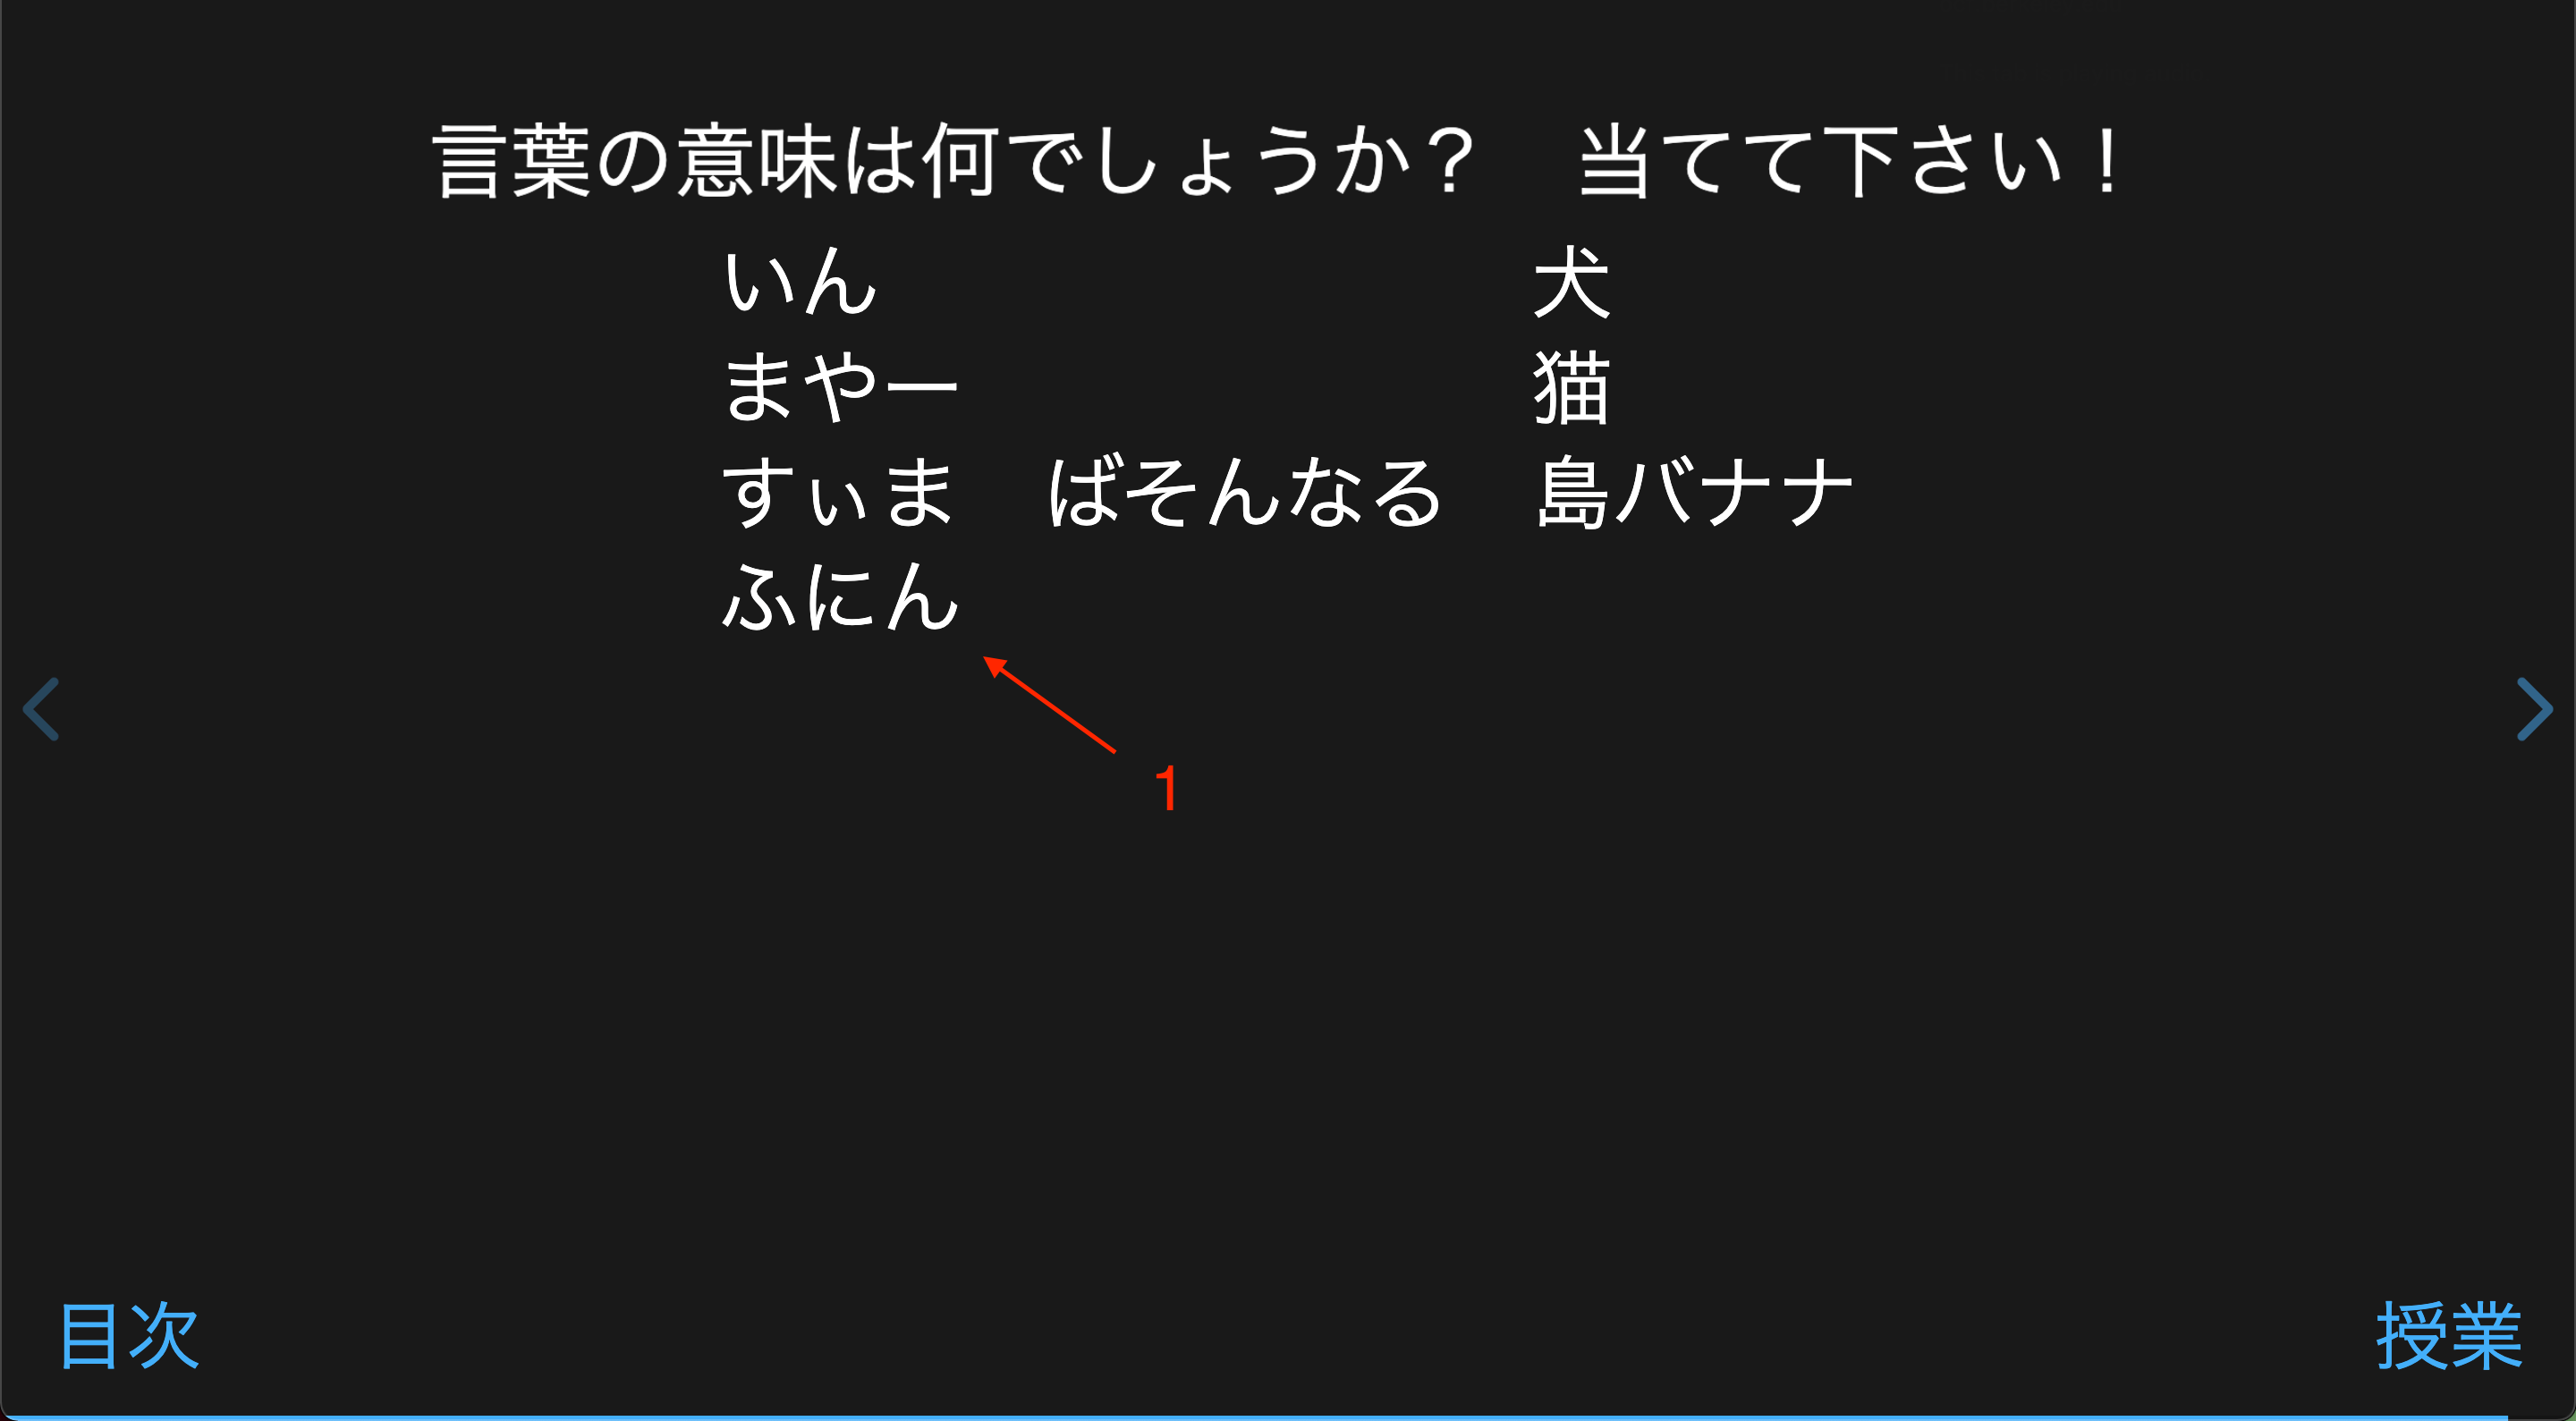 言葉の意味は何でしょうか？　当てて下さい！
いん　犬
まやー　猫
すぃま　ばそんなる　島バナナ
ふにん
1
目次
授業